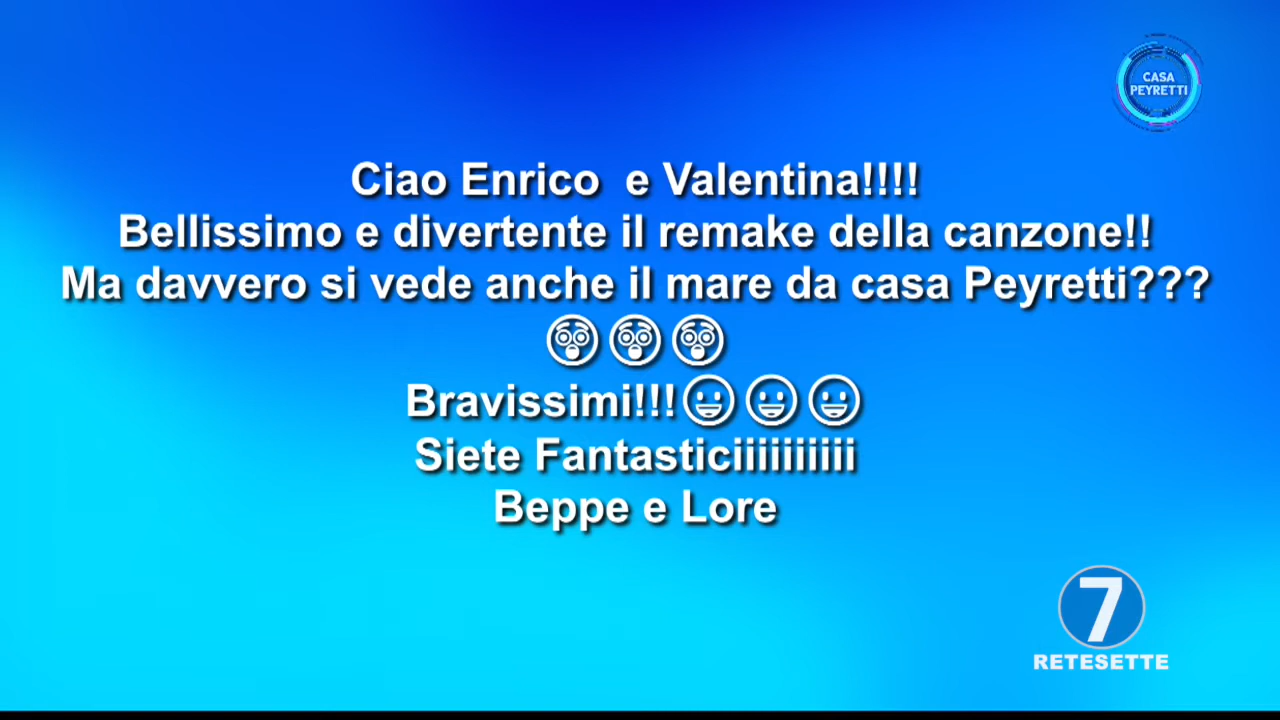 CASA
PEYRETTI
Ciao Enrico  e Valentina!!!!
Bellissimo e divertente il remake della canzone!!
Ma davvero si vede anche il mare da casa Peyretti???
😲😲😲
Bravissimi!!!😀😀😀
Siete Fantasticiiiiiiiiii
Beppe e Lore
7
RETESETTE